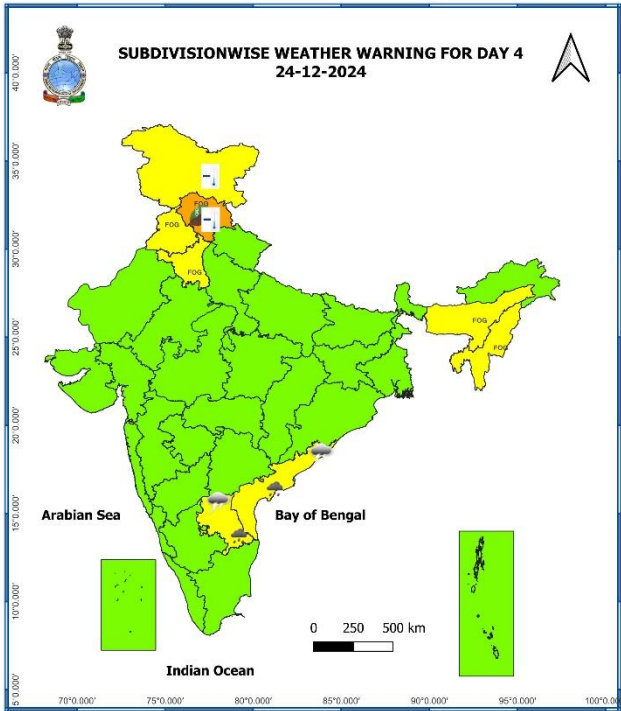 SUBDIVISIONWISE WEATHER WARNING FOR DAY 4
24-12-2024
40°0.000'
35°0.000'
30°0.000'
25°0.000'
20°0.000'
15°0.000'
10°0.000'
5°0.000'
FOG
FOG
FOG
FOG
FOG
Arabian Sea
Bay of Bengal
0 250 500 km
Indian Ocean
70°0.000' 75°0.000' 80°0.000' 85°0.000' 90°0.000' 95°0.000' 100°0.000'